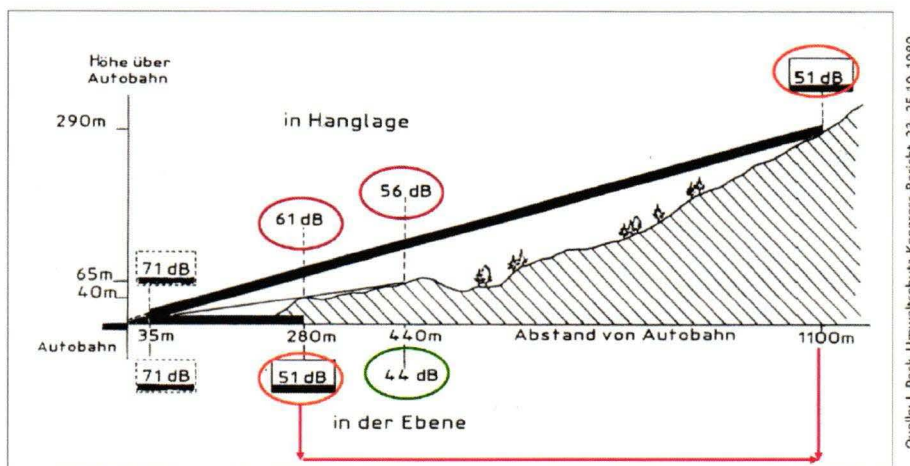 Höhe über
Autobahn
290m
in Hanglage
51 dB
56 dB
61 dB
71 dB
65m
40m
Autobahn
35m
280m
440m
Abstand von Autobahn
1100m
71 dB
51 dB
44 dB
in der Ebene